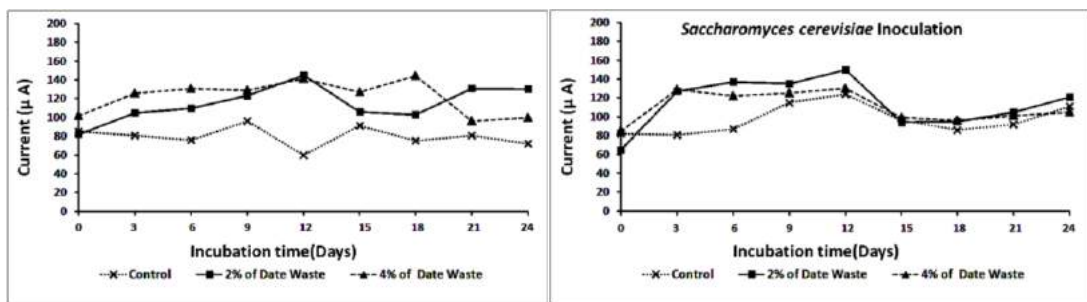 200
180
160
140
120
100
80
60
40
20
0
Current (μ A)
0 3 6 9 12 15 18 21 24
Incubation time(Days)
Control 2% of Date Waste 4% of Date Waste
Saccharomyces cerevisiae Inoculation
200
180
160
140
120
100
80
60
40
20
0
Current (μ A)
0 3 6 9 12 15 18 21 24
Incubation time(Days)
Control 2% of Date Waste 4% of Date Waste